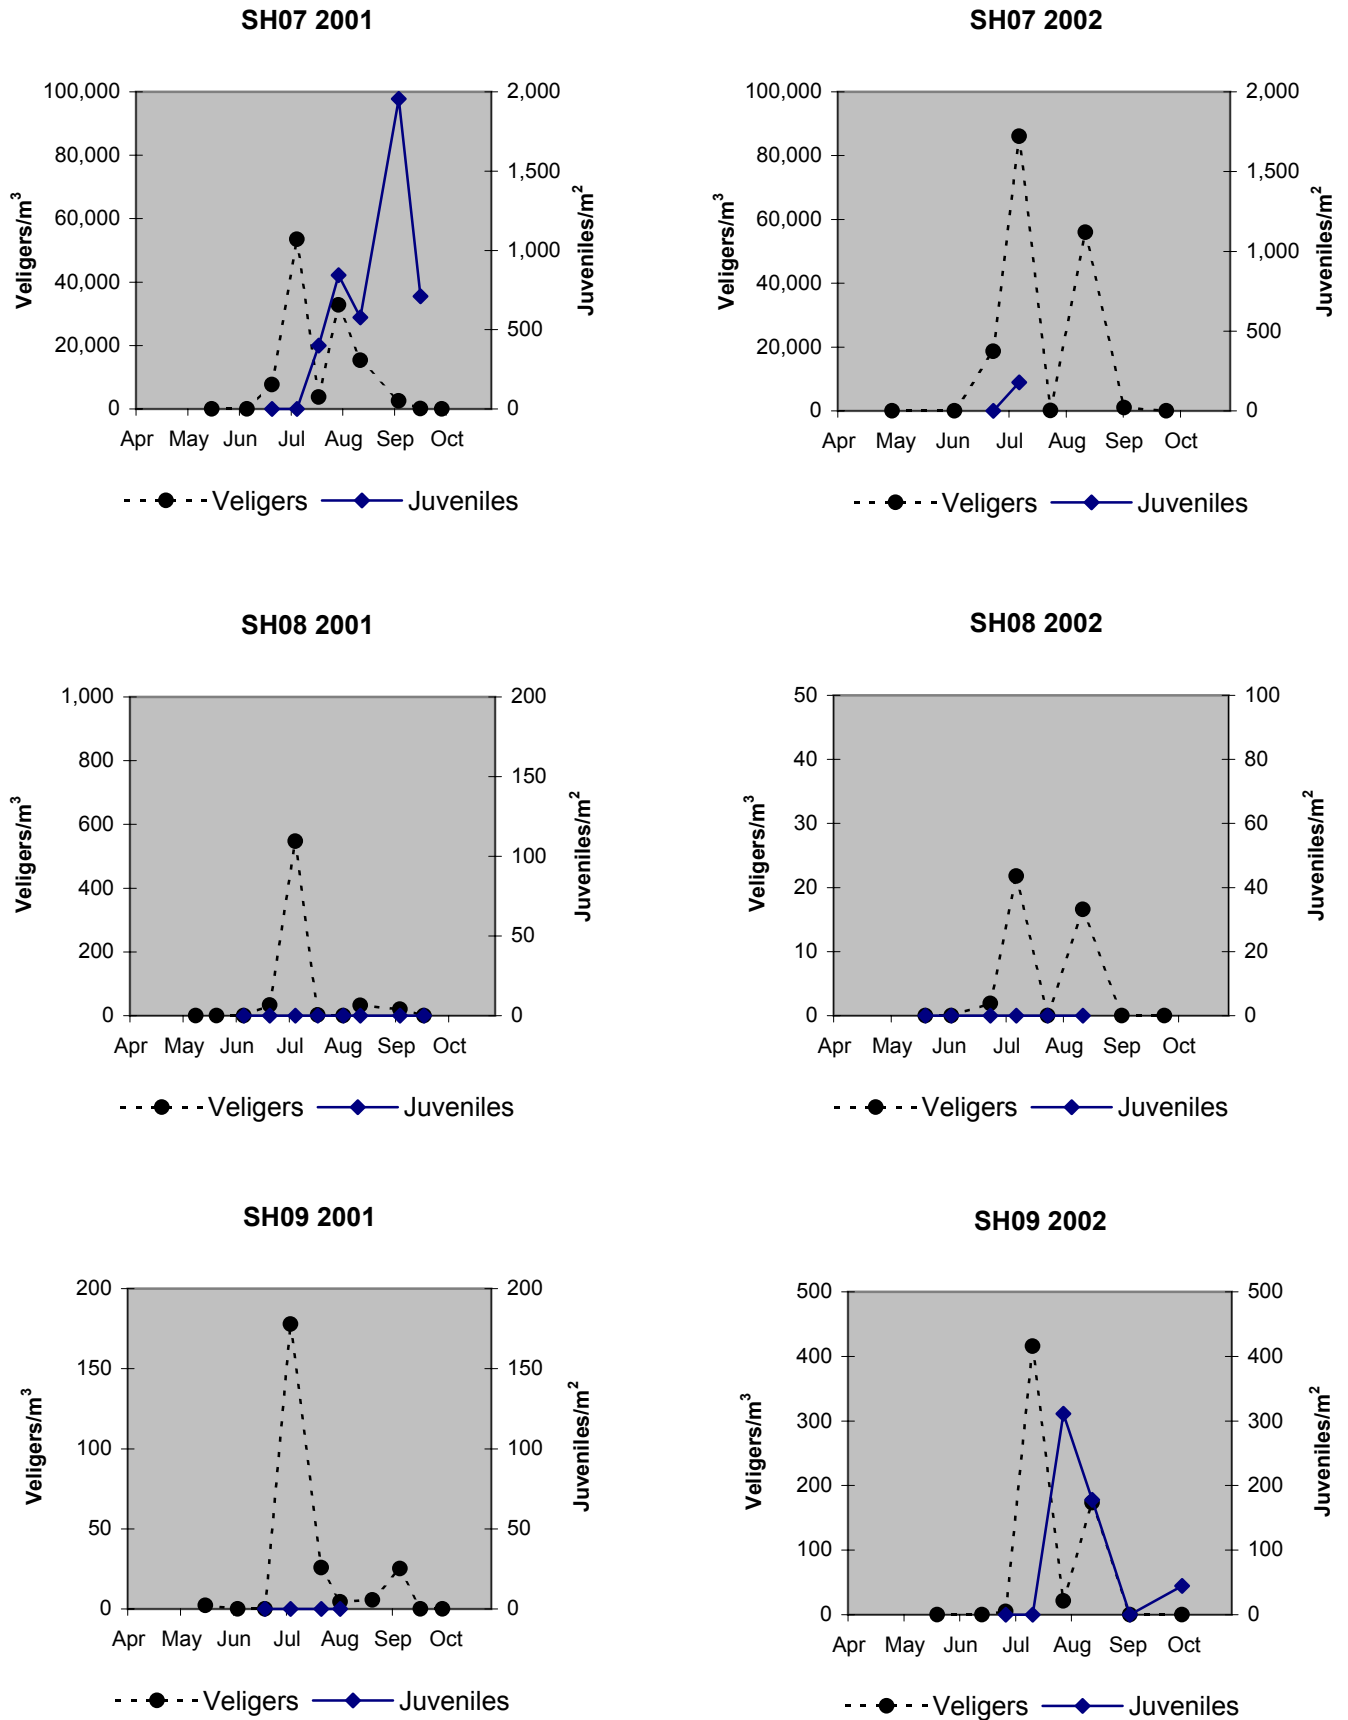 SH07 2001
100,000
80,000
60,000
40,000
20,000
0
2,000
1,500
1,000
500
0
Veligers/m³
Juveniles/m²
Apr May Jun Jul Aug Sep Oct
Veligers Juveniles
SH07 2002
100,000
80,000
60,000
40,000
20,000
0
2,000
1,500
1,000
500
0
Veligers/m³
Juveniles/m²
Apr May Jun Jul Aug Sep Oct
Veligers Juveniles
SH08 2001
1,000
800
600
400
200
0
200
150
100
50
0
Veligers/m³
Juveniles/m²
Apr May Jun Jul Aug Sep Oct
Veligers Juveniles
SH08 2002
50
40
30
20
10
0
100
80
60
40
20
0
Veligers/m³
Juveniles/m²
Apr May Jun Jul Aug Sep Oct
Veligers Juveniles
SH09 2001
200
150
100
50
0
200
150
100
50
0
Veligers/m³
Juveniles/m²
Apr May Jun Jul Aug Sep Oct
Veligers Juveniles
SH09 2002
500
400
300
200
100
0
500
400
300
200
100
0
Veligers/m³
Juveniles/m²
Apr May Jun Jul Aug Sep Oct
Veligers Juveniles